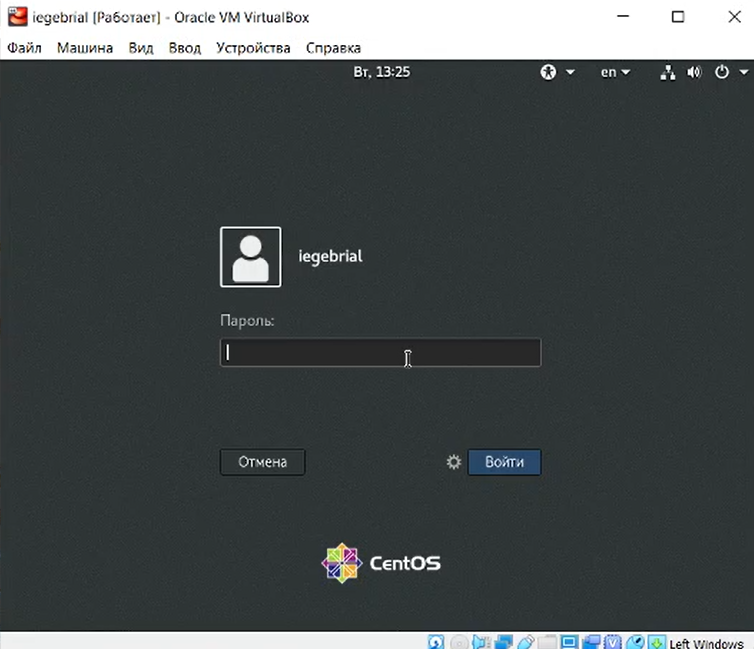 iegebrial [Работает] - Oracle VM VirtualBox
Файл Машина Вид Ввод Устройства Справка
Вт, 13:25 en
iegebrial
Пароль:
Отмена Войти
CentOS
Left Windows